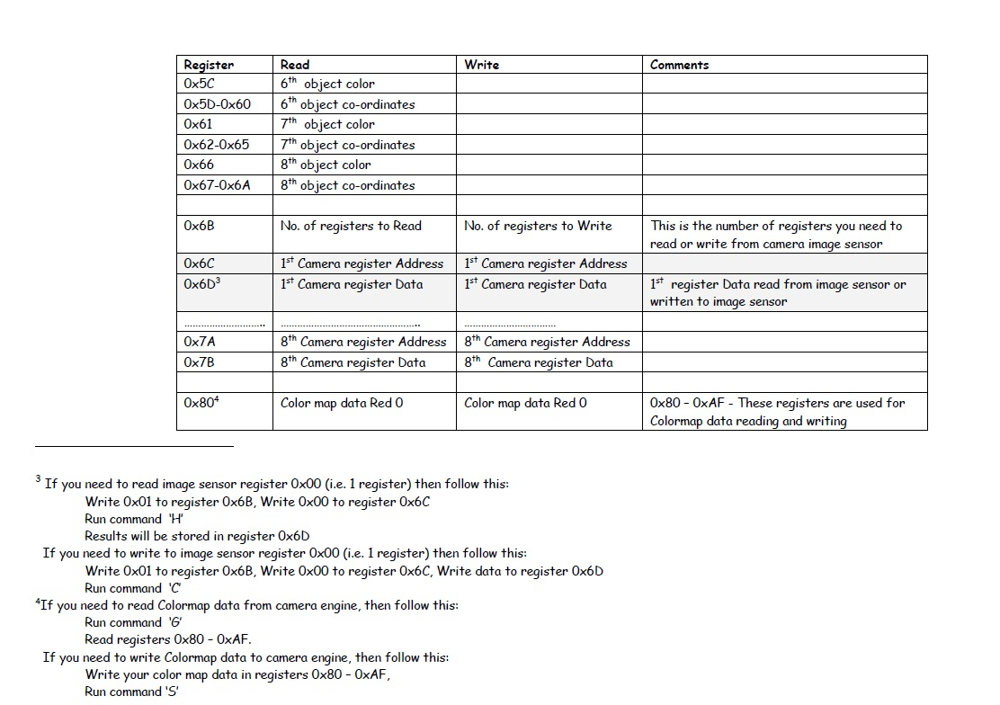 Register Read Write Comments
0x5C 6th object color
0x5D-0x60 6th object co-ordinates
0x61 7th object color
0x62-0x65 7th object co-ordinates
0x66 8th object color
0x67-0x6A 8th object co-ordinates
0x6B No. of registers to Read No. of registers to Write This is the number of registers you need to
read or write from camera image sensor
0x6C 1st Camera register Address 1st Camera register Address
0x6D3 1st Camera register Data 1st Camera register Data 1st register Data read from image sensor or
written to image sensor
............................. ................................................ ................................
0x7A 8th Camera register Address 8th Camera register Address
0x7B 8th Camera register Data 8th Camera register Data
0x804 Color map data Red 0 Color map data Red 0 0x80 – 0xAF - These registers are used for
Colormap data reading and writing
3 If you need to read image sensor register 0x00 (i.e. 1 register) then follow this:
Write 0x01 to register 0x6B, Write 0x00 to register 0x6C
Run command 'H'
Results will be stored in register 0x6D
If you need to write to image sensor register 0x00 (i.e. 1 register) then follow this:
Write 0x01 to register 0x6B, Write 0x00 to register 0x6C, Write data to register 0x6D
Run command 'C'
4If you need to read Colormap data from camera engine, then follow this:
Run command 'G'
Read registers 0x80 – 0xAF.
If you need to write Colormap data to camera engine, then follow this:
Write your color map data in registers 0x80 – 0xAF,
Run command 'S'